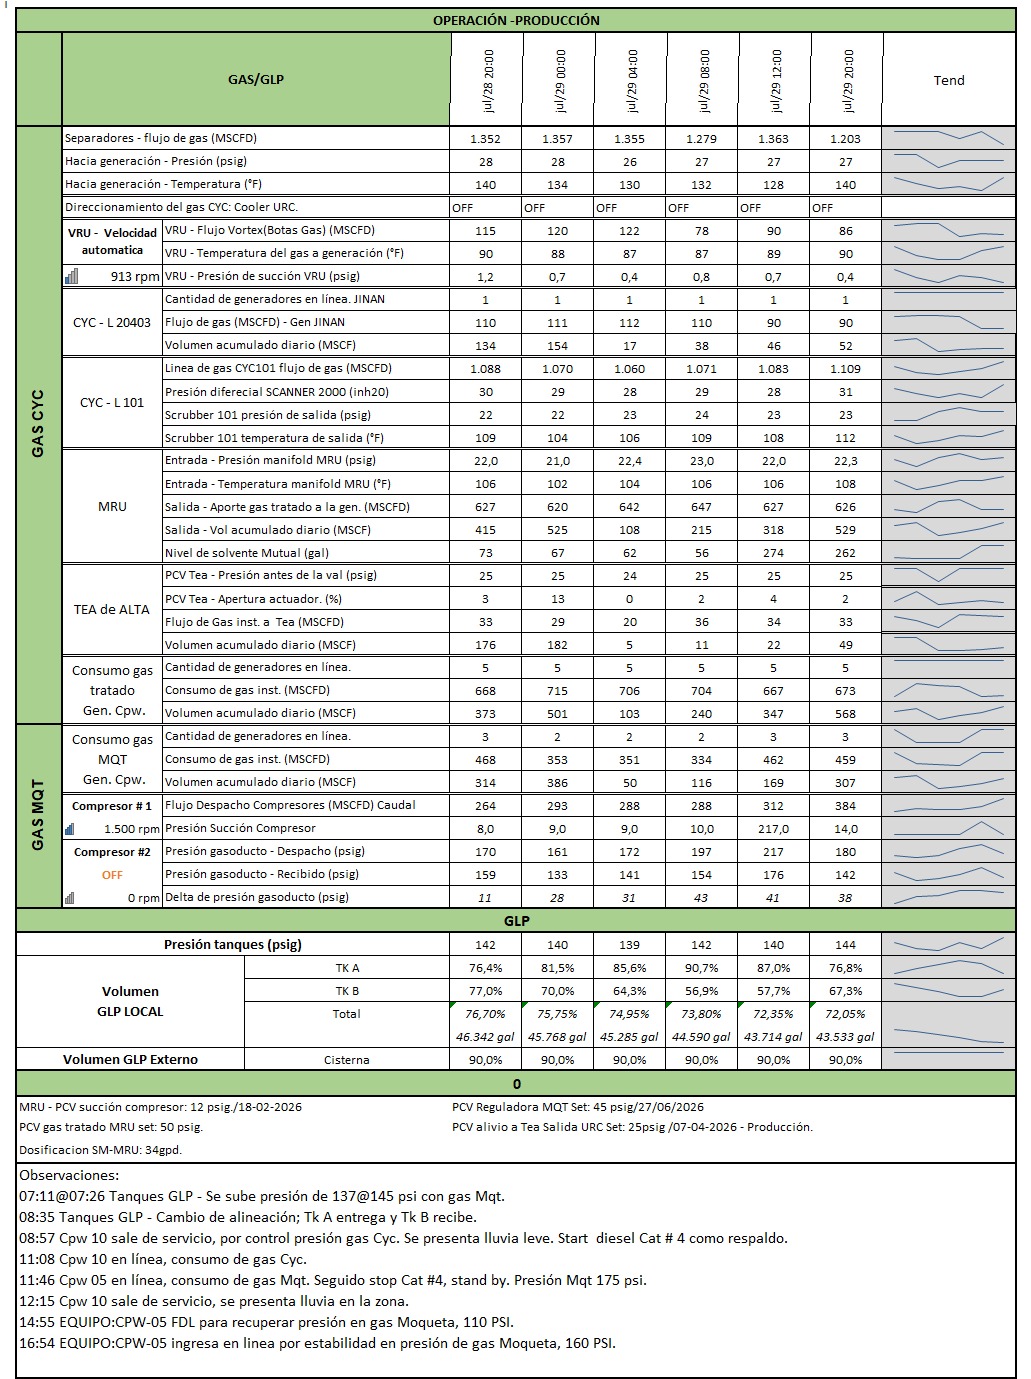 OPERACIÓN -PRODUCCIÓN
GAS/GLP jul/28 20:00 jul/29 00:00 jul/29 04:00 jul/29 08:00 jul/29 12:00 jul/29 20:00 Tend
GAS CYC
Separadores - flujo de gas (MSCFD) 1.352 1.357 1.355 1.279 1.363 1.203
Hacia generación - Presión (psig) 28 28 26 27 27 27
Hacia generación - Temperatura (°F) 140 134 130 132 128 140
Direccionamiento del gas CYC: Cooler URC. OFF OFF OFF OFF OFF OFF
VRU - Velocidad automatica
VRU - Flujo Vortex(Botas Gas) (MSCFD) 115 120 122 78 90 86
VRU - Temperatura del gas a generación (°F) 90 88 87 87 89 90
913 rpm VRU - Presión de succión VRU (psig) 1,2 0,7 0,4 0,8 0,7 0,4
CYC - L 20403
Cantidad de generadores en línea. JINAN 1 1 1 1 1 1
Flujo de gas (MSCFD) - Gen JINAN 110 111 112 110 90 90
Volumen acumulado diario (MSCF) 134 154 17 38 46 52
CYC - L 101
Linea de gas CYC101 flujo de gas (MSCFD) 1.088 1.070 1.060 1.071 1.083 1.109
Presión diferecial SCANNER 2000 (inh20) 30 29 28 29 28 31
Scrubber 101 presión de salida (psig) 22 22 23 24 23 23
Scrubber 101 temperatura de salida (°F) 109 104 106 109 108 112
MRU
Entrada - Presión manifold MRU (psig) 22,0 21,0 22,4 23,0 22,0 22,3
Entrada - Temperatura manifold MRU (°F) 106 102 104 106 106 108
Salida - Aporte gas tratado a la gen. (MSCFD) 627 620 642 647 627 626
Salida - Vol acumulado diario (MSCF) 415 525 108 215 318 529
Nivel de solvente Mutual (gal) 73 67 62 56 274 262
TEA de ALTA
PCV Tea - Presión antes de la val (psig) 25 25 24 25 25 25
PCV Tea - Apertura actuador. (%) 3 13 0 2 4 2
Flujo de Gas inst. a  Tea (MSCFD) 33 29 20 36 34 33
Volumen acumulado diario (MSCF) 176 182 5 11 22 49
Consumo gas tratado Gen. Cpw.
Cantidad de generadores en línea. 5 5 5 5 5 5
Consumo de gas inst. (MSCFD) 668 715 706 704 667 673
Volumen acumulado diario (MSCF) 373 501 103 240 347 568
GAS MQT
Consumo gas MQT Gen. Cpw.
Cantidad de generadores en línea. 3 2 2 2 3 3
Consumo de gas inst. (MSCFD) 468 353 351 334 462 459
Volumen acumulado diario (MSCF) 314 386 50 116 169 307
Compresor # 1 Flujo Despacho Compresores (MSCFD) Caudal 264 293 288 288 312 384
1.500 rpm Presión Succión Compresor 8,0 9,0 9,0 10,0 217,0 14,0
Compresor #2 Presión gasoducto - Despacho (psig) 170 161 172 197 217 180
OFF Presión gasoducto - Recibido (psig) 159 133 141 154 176 142
0 rpm Delta de presión gasoducto (psig) 11 28 31 43 41 38
GLP
Presión tanques (psig) 142 140 139 142 140 144
Volumen GLP LOCAL
TK A 76,4% 81,5% 85,6% 90,7% 87,0% 76,8%
TK B 77,0% 70,0% 64,3% 56,9% 57,7% 67,3%
Total 76,70% 75,75% 74,95% 73,80% 72,35% 72,05%
46.342 gal 45.768 gal 45.285 gal 44.590 gal 43.714 gal 43.533 gal
Volumen GLP Externo Cisterna 90,0% 90,0% 90,0% 90,0% 90,0% 90,0%
0
MRU - PCV succión compresor: 12 psig./18-02-2026 PCV Reguladora MQT Set: 45 psig/27/06/2026
PCV gas tratado MRU set: 50 psig. PCV alivio a Tea Salida URC Set: 25psig /07-04-2026 - Producción.
Dosificacion SM-MRU: 34gpd.
Observaciones:
07:11@07:26 Tanques GLP - Se sube presión de 137@145 psi con gas Mqt.
08:35 Tanques GLP - Cambio de alineación; Tk A entrega y Tk B recibe.
08:57 Cpw 10 sale de servicio, por control presión gas Cyc. Se presenta lluvia leve. Start  diesel Cat # 4 como respaldo.
11:08 Cpw 10 en línea, consumo de gas Cyc.
11:46 Cpw 05 en línea, consumo de gas Mqt. Seguido stop Cat #4, stand by. Presión Mqt 175 psi.
12:15 Cpw 10 sale de servicio, se presenta lluvia en la zona.
14:55 EQUIPO:CPW-05 FDL para recuperar presión en gas Moqueta, 110 PSI.
16:54 EQUIPO:CPW-05 ingresa en linea por estabilidad en presión de gas Moqueta, 160 PSI.